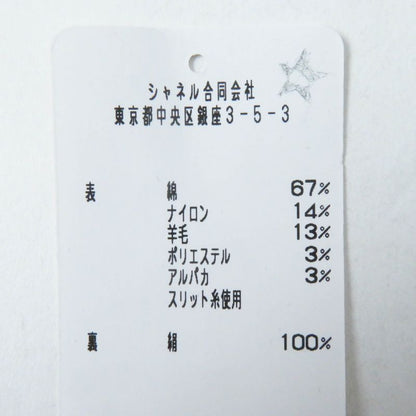 シャネル合同会社
東京都中央区銀座3-5-3
表 綿 67%
ナイロン 14%
羊毛 13%
ポリエステル 3%
アルパカ 3%
スリット糸使用
裏 絹 100%